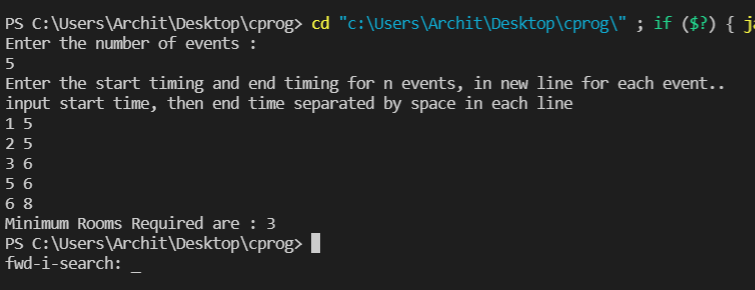 PS C:\Users\Archit\Desktop\cprog> cd "c:\Users\Archit\Desktop\cprog\" ; if ($?) { ja
Enter the number of events :
5
Enter the start timing and end timing for n events, in new line for each event..
input start time, then end time separated by space in each line
1 5
2 5
3 6
5 6
6 8
Minimum Rooms Required are : 3
PS C:\Users\Archit\Desktop\cprog>
fwd-i-search: _